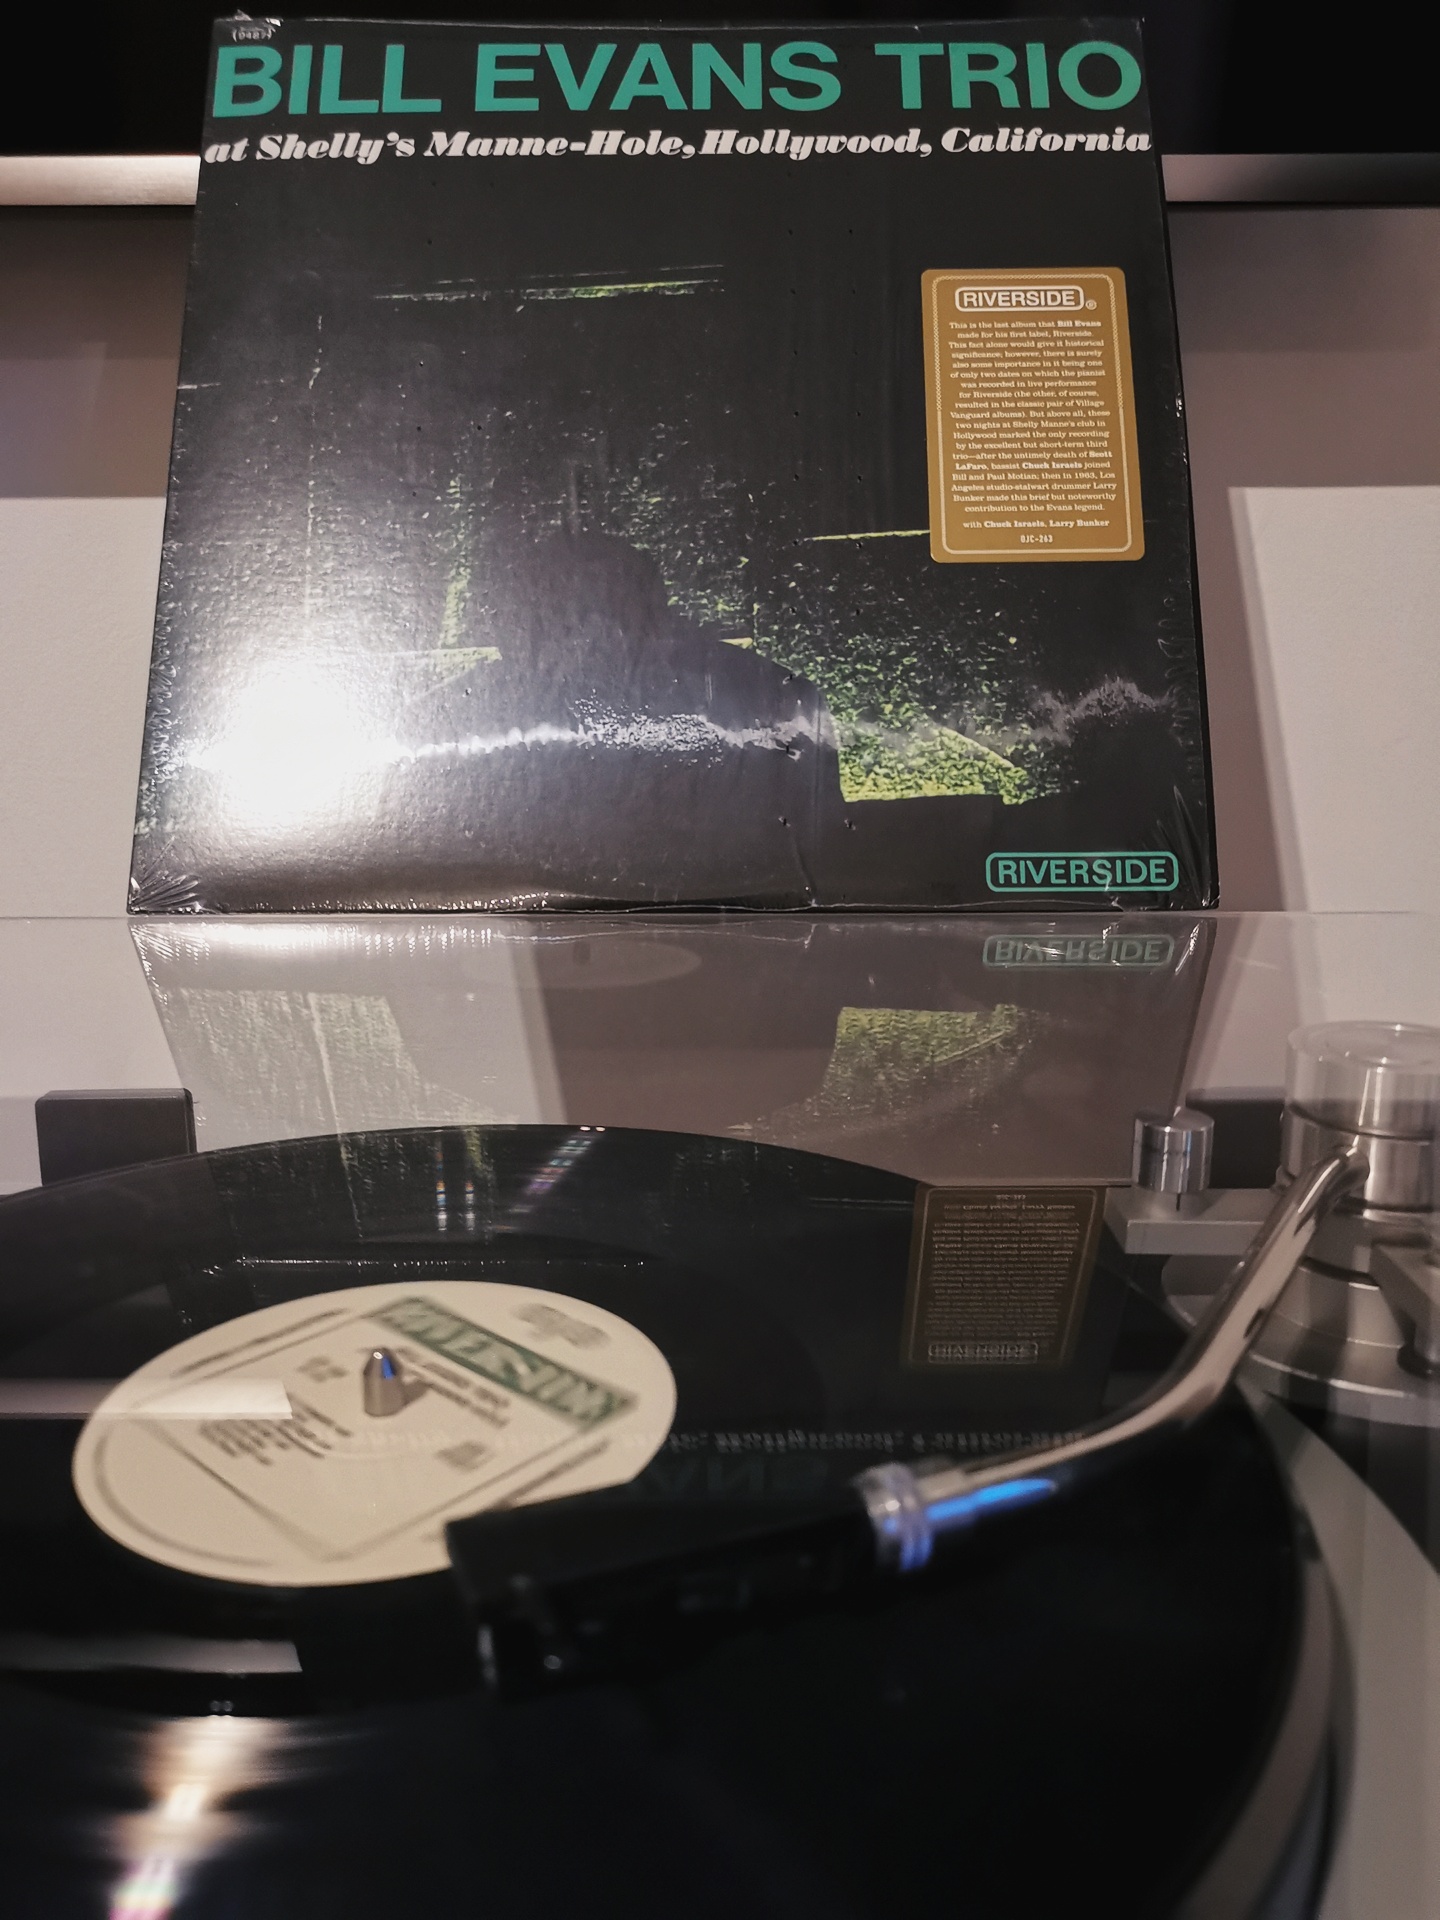 (9487)
BILL EVANS TRIO
at Shelly's Manne-Hole, Hollywood, California
RIVERSIDE®
This is the last album that Bill Evans
made for his first label, Riverside.
This fact alone would give it historical
significance; however, there is surely
also some importance in it being one
of only two dates on which the pianist
was recorded in live performance
for Riverside (the other, of course,
resulted in the classic pair of Village
Vanguard albums). But above all, these
two nights at Shelly Manne's club in
Hollywood marked the only recording
by the excellent but short-term third
trio—after the untimely death of Scott
LaFaro, bassist Chuck Israels joined
Bill and Paul Motian; then in 1963, Los
Angeles studio-stalwart drummer Larry
Bunker made this brief but noteworthy
contribution to the Evans legend.
with Chuck Israels, Larry Bunker
OJC-263
RIVERSIDE
RIVERSIDE
RIVERSIDE